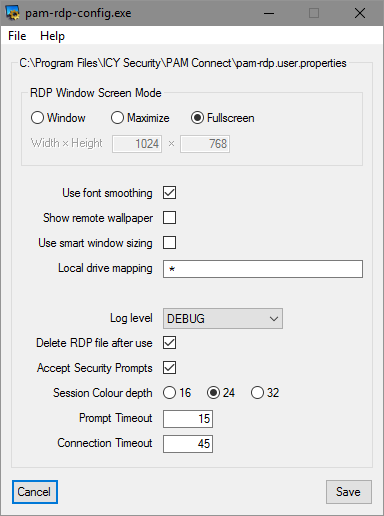 pam-rdp-config.exe
File Help
C:\Program Files\ICY Security\PAM Connect\pam-rdp.user.properties
RDP Window Screen Mode
Window Maximize Fullscreen
Width × Height 1024 × 768
Use font smoothing
Show remote wallpaper
Use smart window sizing
Local drive mapping *
Log level DEBUG
Delete RDP file after use
Accept Security Prompts
Session Colour depth 16 24 32
Prompt Timeout 15
Connection Timeout 45
Cancel Save